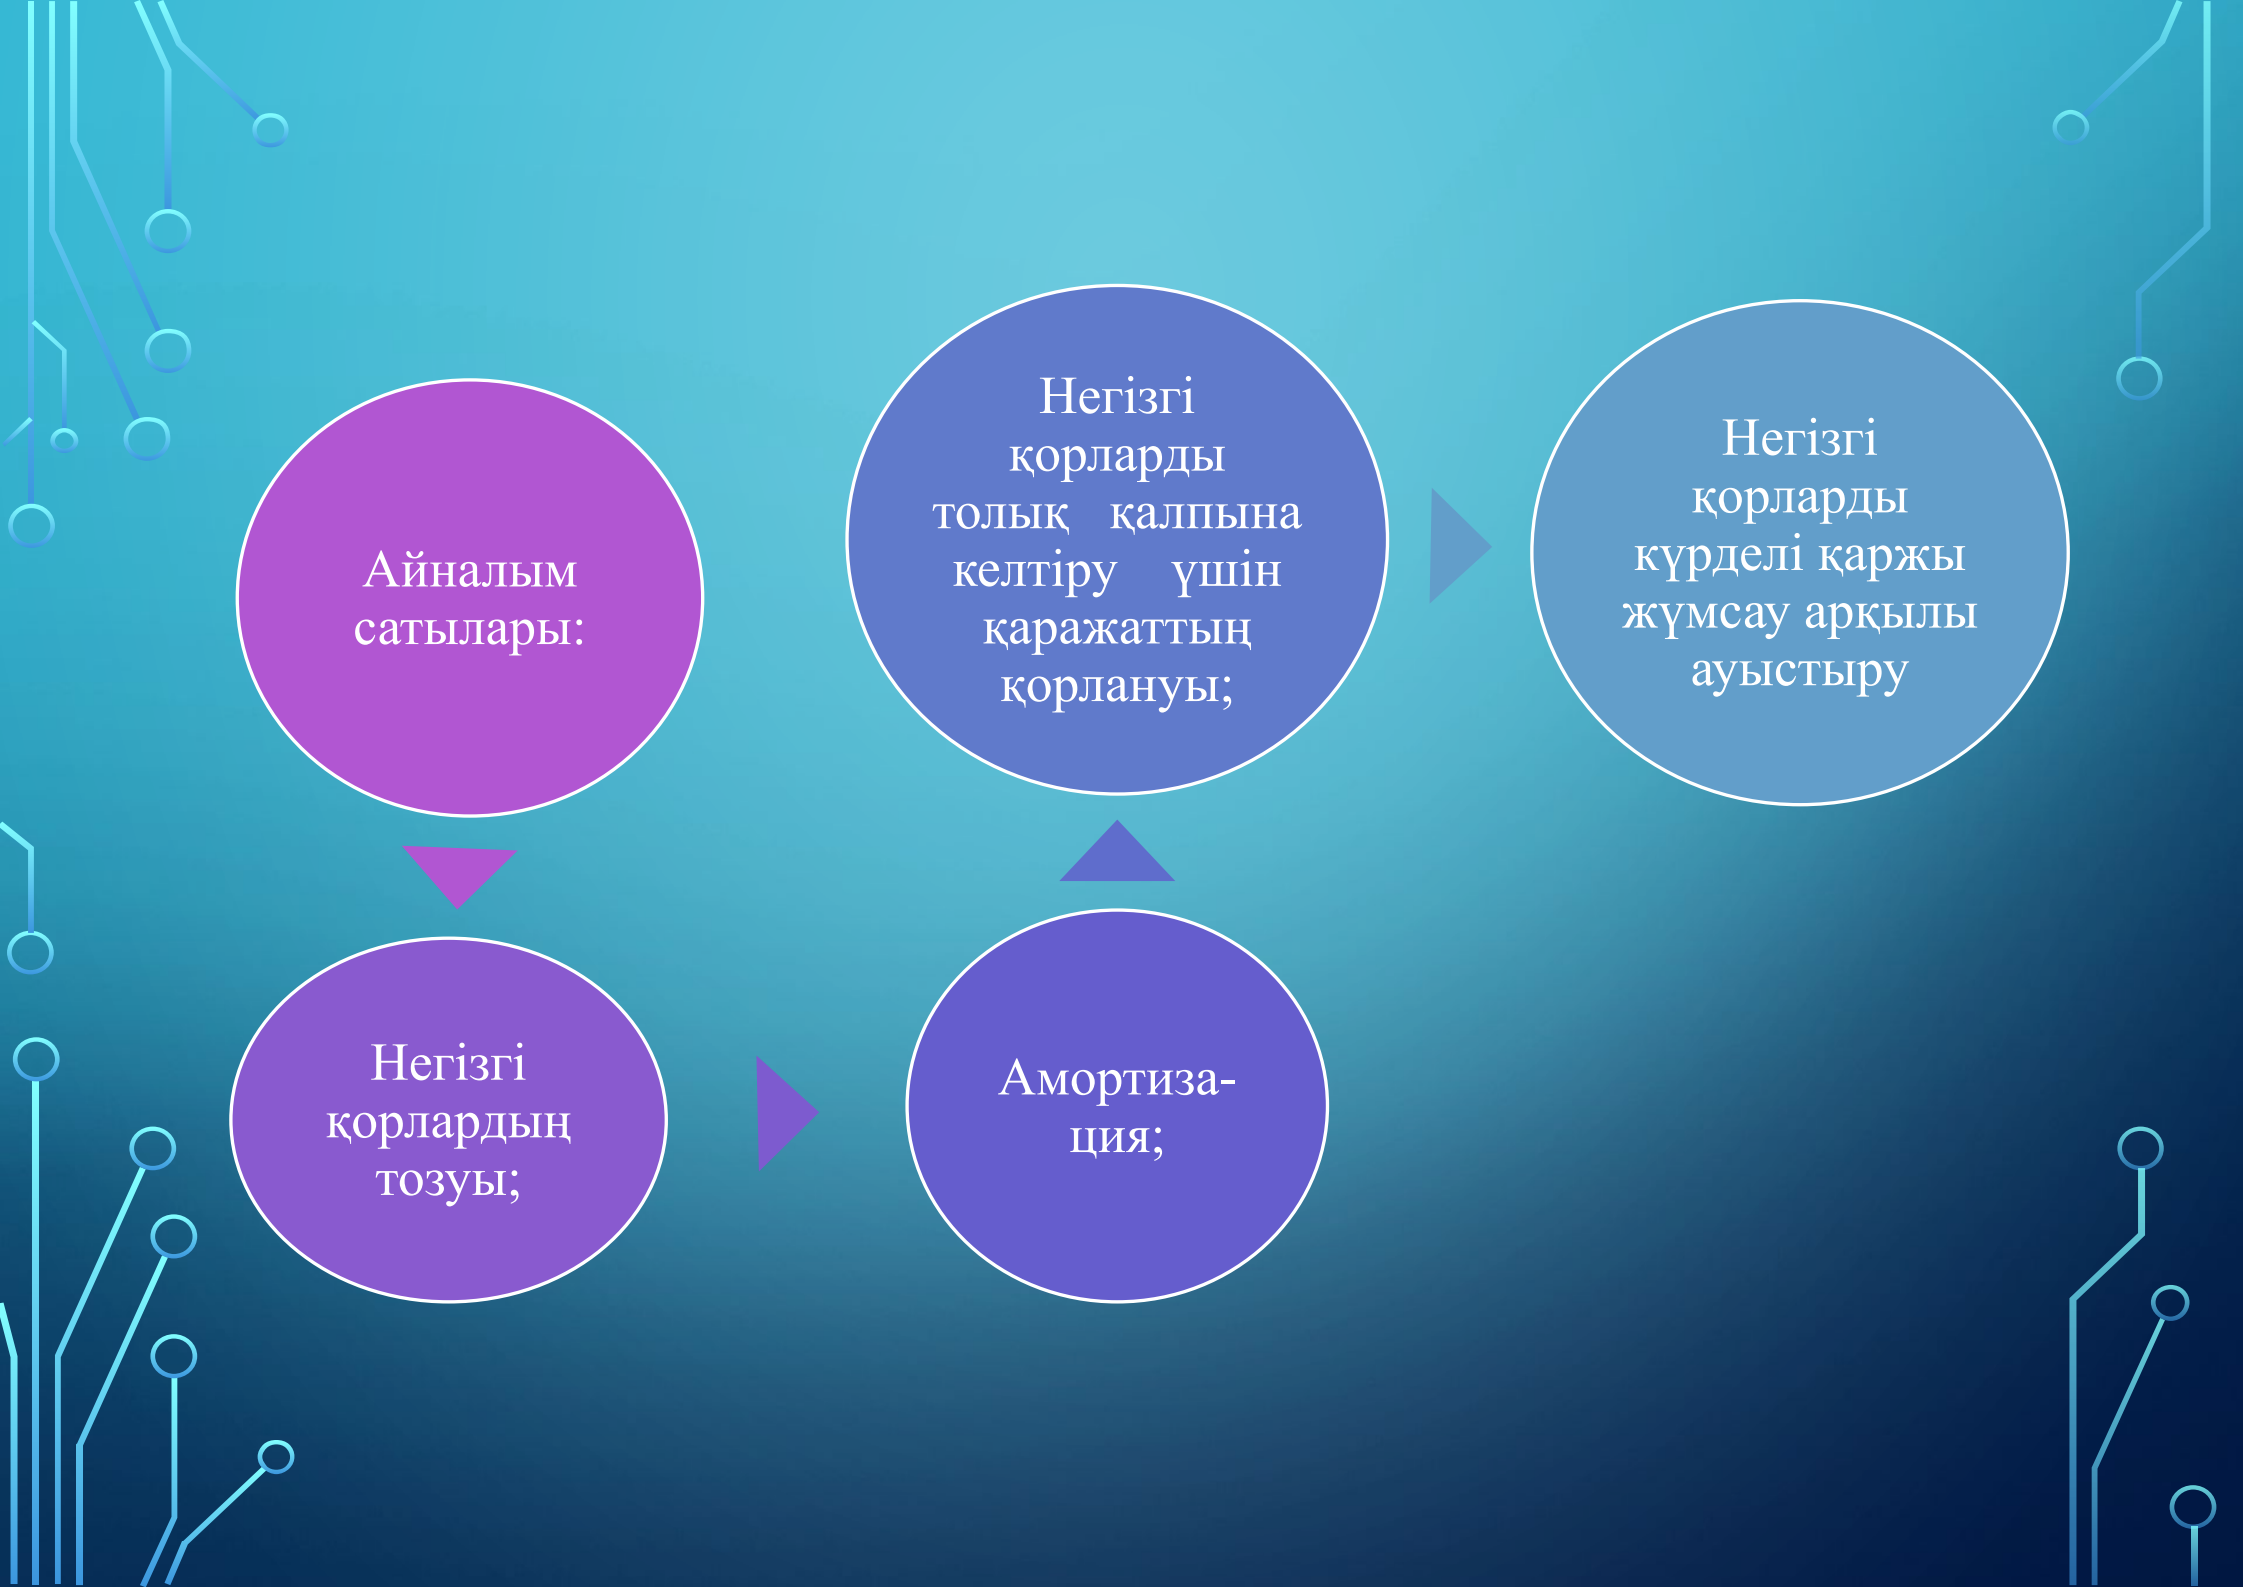 Айналым
сатылары:
Негізгі
қорлардың
тозуы;
Амортиза-
ция;
Негізгі
қорларды
толық қалпына
келтіру үшін
қаражаттың
қорлануы;
Негізгі
қорларды
күрделі қаржы
жүмсау арқылы
ауыстыру